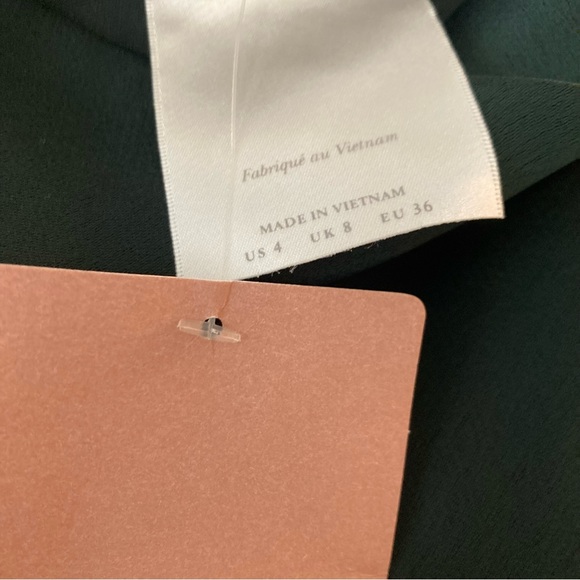 Fabriqué au Vietnam
MADE IN VIETNAM
US 4 UK 8 EU 36